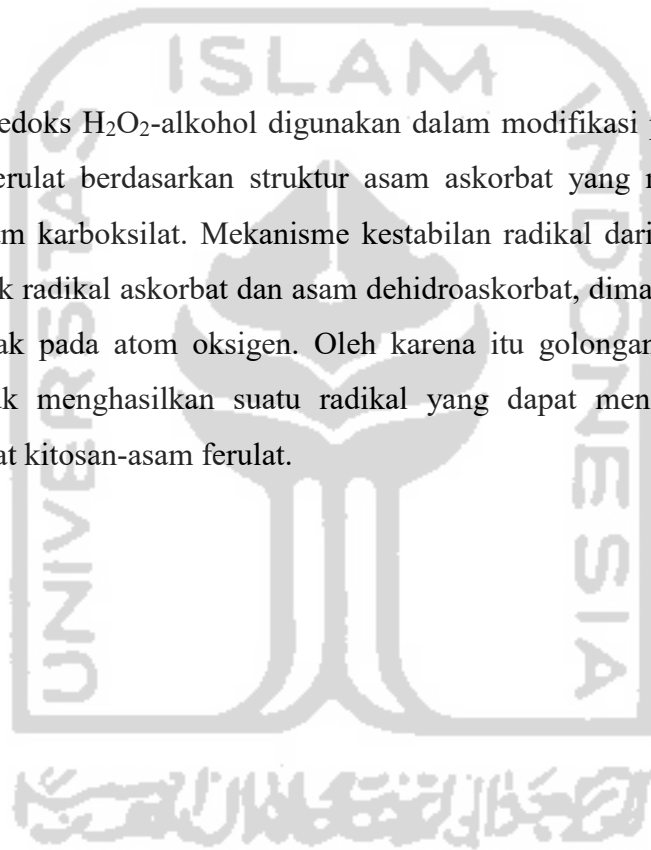 ISLAM
UNIVERSITAS
INDONESIA
edoks H₂O₂-alkohol digunakan dalam modifikasi
erulat berdasarkan struktur asam askorbat yang
m karboksilat. Mekanisme kestabilan radikal dari
k radikal askorbat dan asam dehidroaskorbat, dima
ak pada atom oksigen. Oleh karena itu golongan
k menghasilkan suatu radikal yang dapat men
at kitosan-asam ferulat.